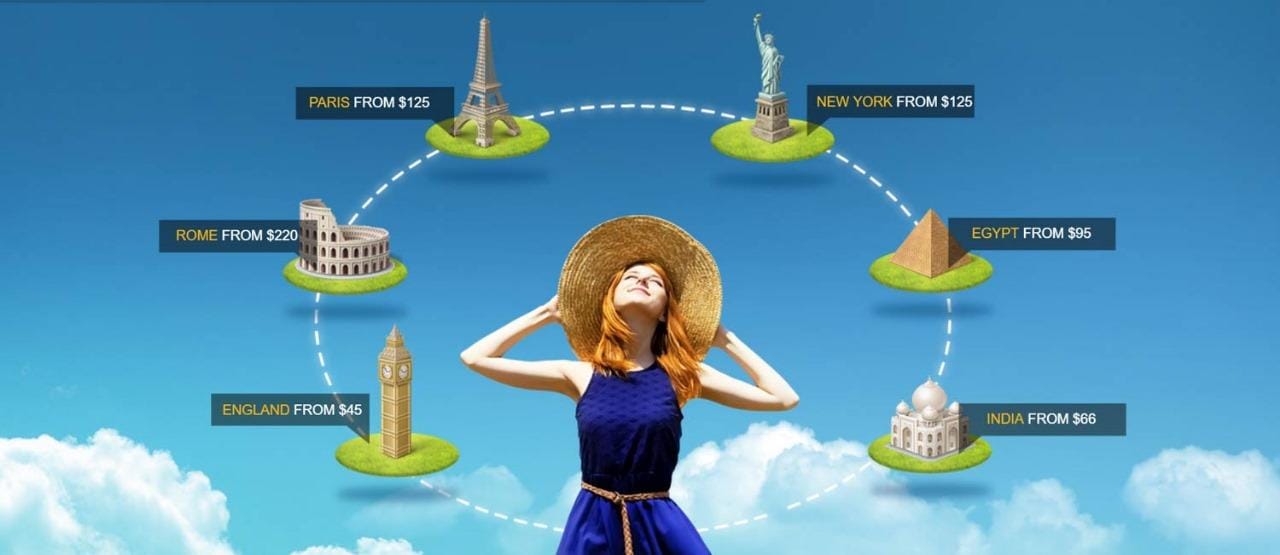 PARIS FROM $125
NEW YORK FROM $125
ROME FROM $220
EGYPT FROM $95
ENGLAND FROM $45
INDIA FROM $66